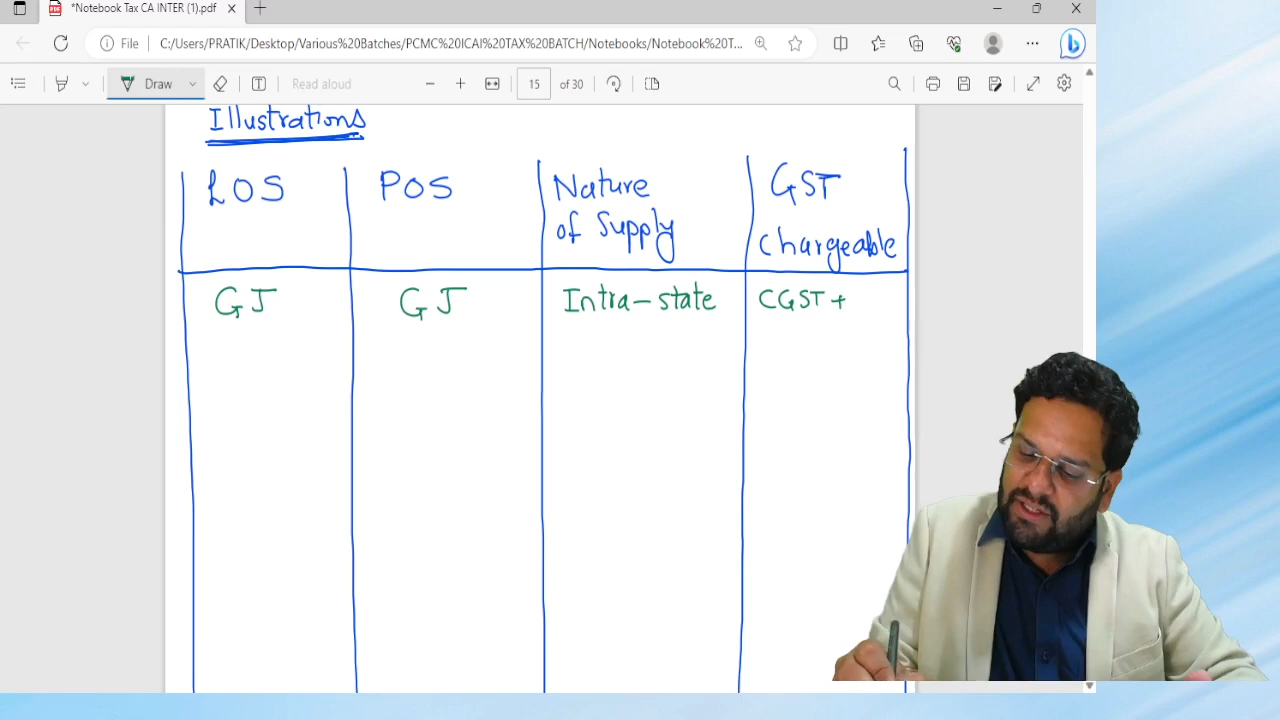 *Notebook Tax CA INTER (1).pdf
File C:/Users/PRATIK/Desktop/Various%20Batches/PCMC%20ICAI%20TAX%20BATCH/Notebooks/Notebook%20T...
Draw Read aloud 15 of 30
Illustrations
LOS POS Nature of Supply GST Chargeable
GJ GJ Intra-state CGST +